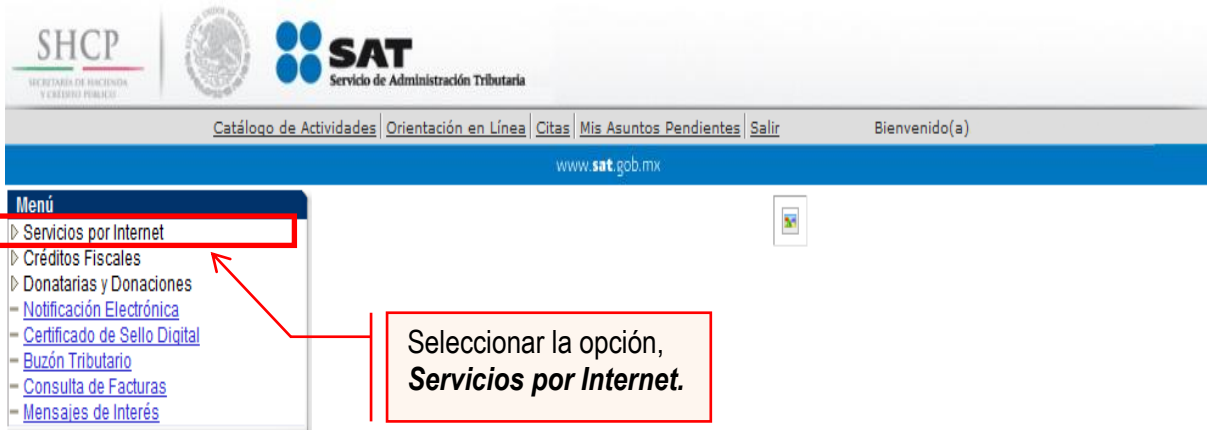 SHCP
SECRETARÍA DE HACIENDA
Y CRÉDITO PÚBLICO
SAT
Servicio de Administración Tributaria
Catálogo de Actividades Orientación en Línea Citas Mis Asuntos Pendientes Salir Bienvenido(a)
www.sat.gob.mx
Menú
Servicios por Internet
Créditos Fiscales
Donatarias y Donaciones
Notificación Electrónica
Certificado de Sello Digital
Buzón Tributario
Consulta de Facturas
Mensajes de Interés
Seleccionar la opción,
Servicios por Internet.